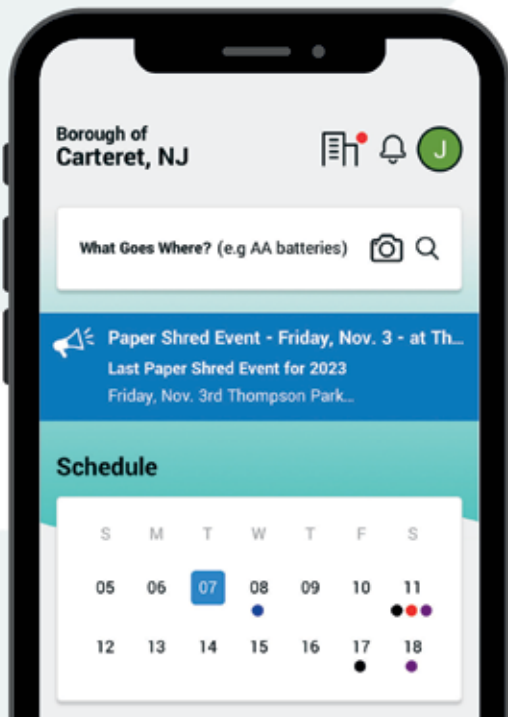 Borough of
Carteret, NJ
J
What Goes Where? (e.g AA batteries)
Paper Shred Event - Friday, Nov. 3 - at Th...
Last Paper Shred Event for 2023
Friday, Nov. 3rd Thompson Park...
Schedule
S M T W T F S
05 06 07 08 09 10 11
12 13 14 15 16 17 18